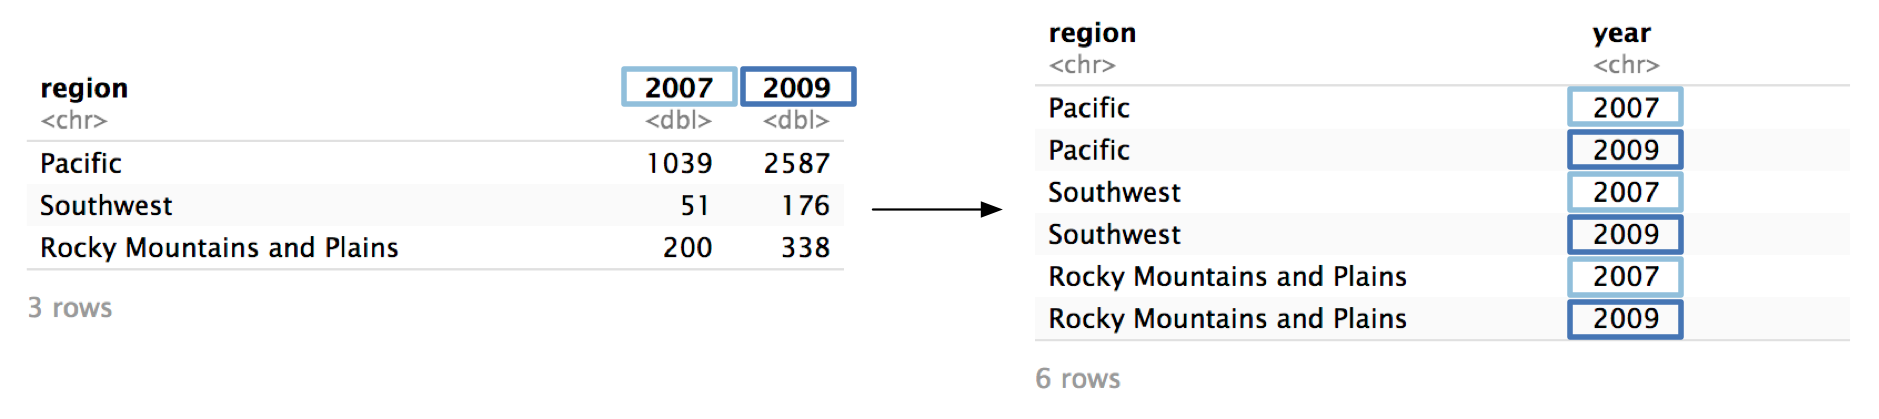 region 2007 2009
<chr> <dbl> <dbl>
Pacific 1039 2587
Southwest 51 176
Rocky Mountains and Plains 200 338
3 rows
region year
<chr> <chr>
Pacific 2007
Pacific 2009
Southwest 2007
Southwest 2009
Rocky Mountains and Plains 2007
Rocky Mountains and Plains 2009
6 rows